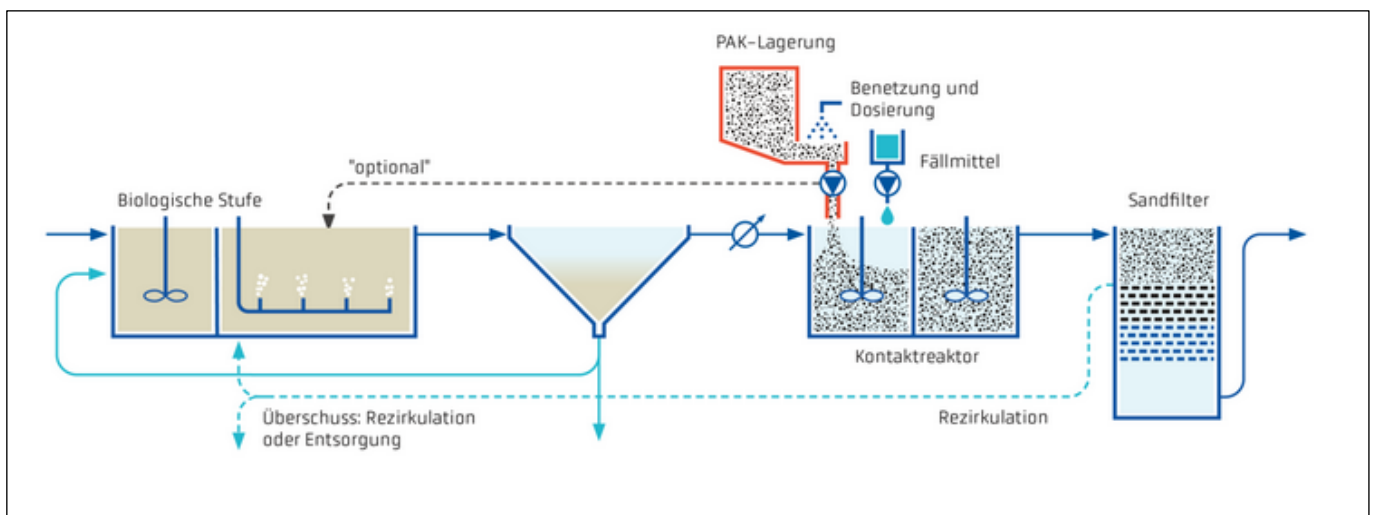 PAK-Lagerung
Benetzung und
Dosierung
"optional"
Fällmittel
Biologische Stufe
Sandfilter
Kontaktreaktor
Überschuss: Rezirkulation
oder Entsorgung
Rezirkulation